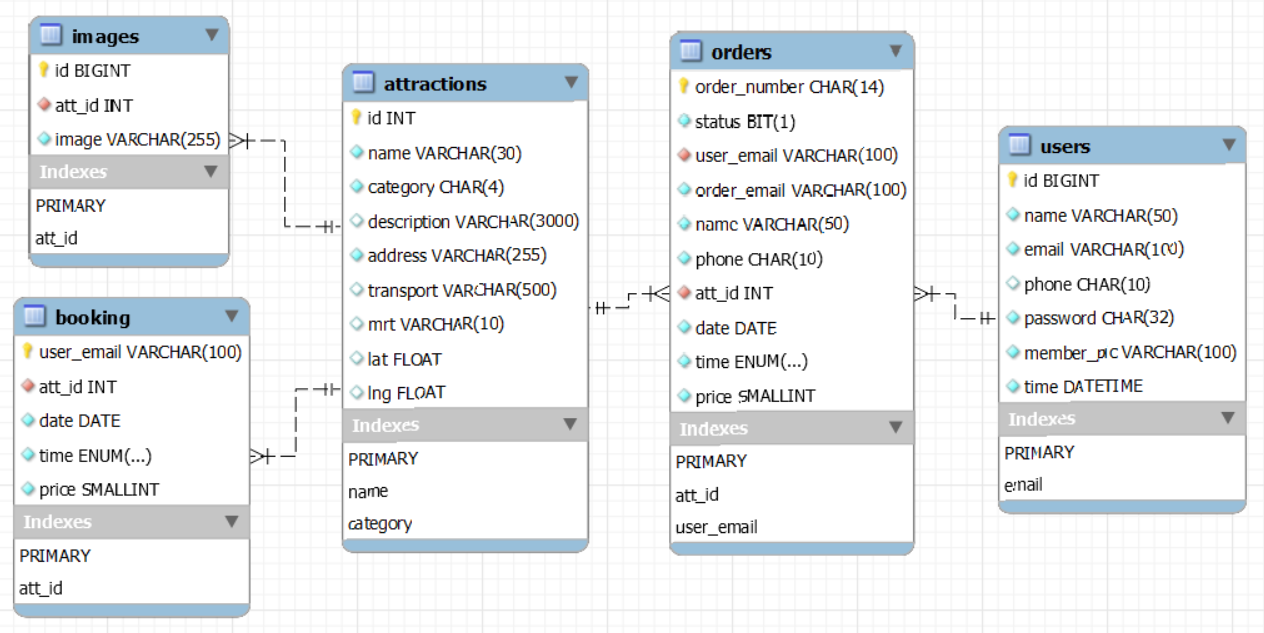 images
id BIGINT
att_id INT
image VARCHAR(255)
Indexes
PRIMARY
att_id
booking
user_email VARCHAR(100)
att_id INT
date DATE
time ENUM(...)
price SMALLINT
Indexes
PRIMARY
att_id
attractions
id INT
name VARCHAR(30)
category CHAR(4)
description VARCHAR(3000)
address VARCHAR(255)
transport VARCHAR(500)
mrt VARCHAR(10)
lat FLOAT
lng FLOAT
Indexes
PRIMARY
name
category
orders
order_number CHAR(14)
status BIT(1)
user_email VARCHAR(100)
order_email VARCHAR(100)
name VARCHAR(50)
phone CHAR(10)
att_id INT
date DATE
time ENUM(...)
price SMALLINT
Indexes
PRIMARY
att_id
user_email
users
id BIGINT
name VARCHAR(50)
email VARCHAR(100)
phone CHAR(10)
password CHAR(32)
member_pic VARCHAR(100)
time DATETIME
Indexes
PRIMARY
email